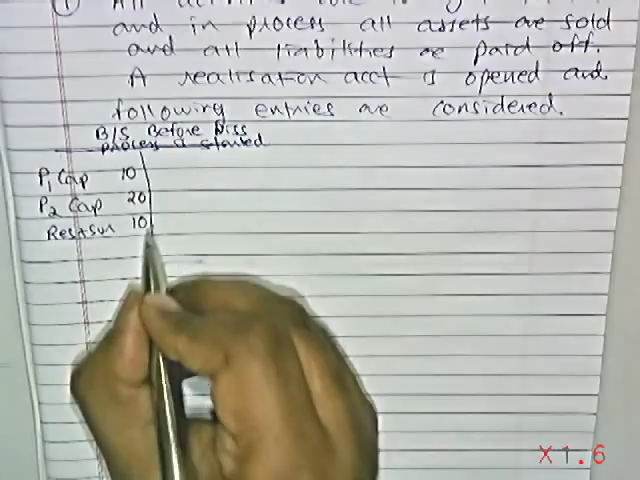 and in process all assets are sold
and all liabilities are paid off.
A realisation acct is opened and
following entries are considered.
B/S Before Diss
process is started
P1 Cap 10
P2 Cap 20
Res+Sur 10
X1.6